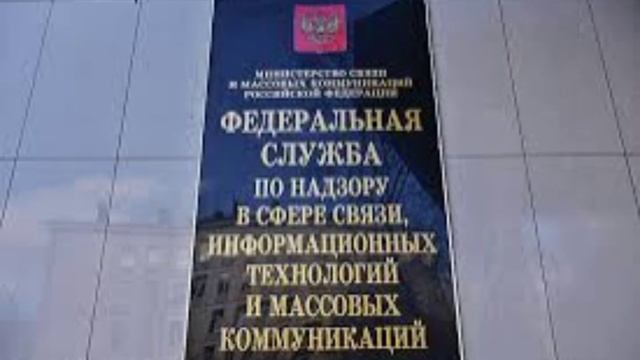 МИНИСТЕРСТВО СВЯЗИ
И МАССОВЫХ КОММУНИКАЦИЙ
РОССИЙСКОЙ ФЕДЕРАЦИИ
ФЕДЕРАЛЬНАЯ
СЛУЖБА
ПО НАДЗОРУ
В СФЕРЕ СВЯЗИ,
ИНФОРМАЦИОННЫХ
ТЕХНОЛОГИЙ
И МАССОВЫХ
КОММУНИКАЦИЙ